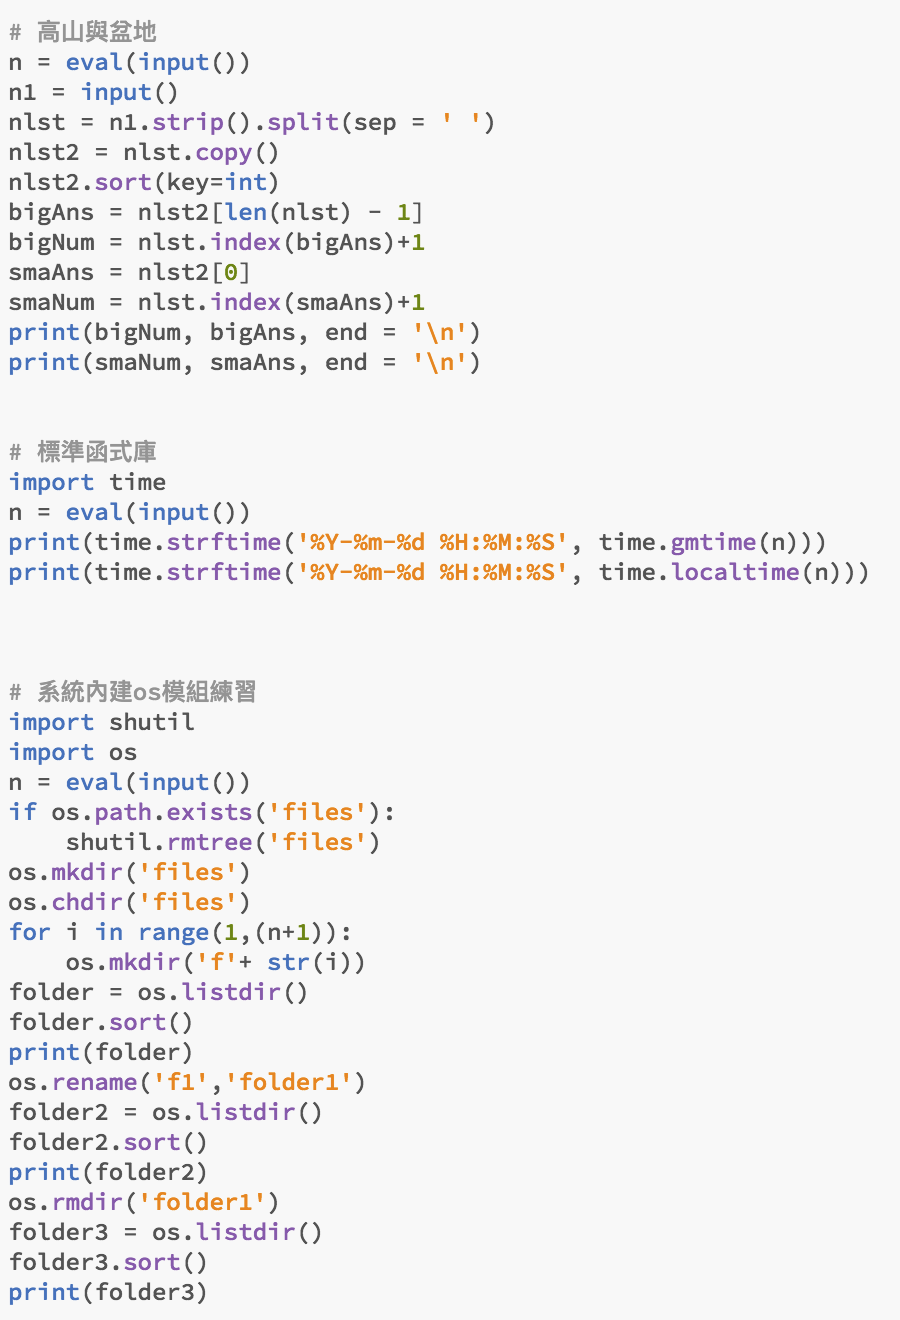 # 高山與盆地
n = eval(input())
n1 = input()
nlst = n1.strip().split(sep = ' ')
nlst2 = nlst.copy()
nlst2.sort(key=int)
bigAns = nlst2[len(nlst) - 1]
bigNum = nlst.index(bigAns)+1
smaAns = nlst2[0]
smaNum = nlst.index(smaAns)+1
print(bigNum, bigAns, end = '\n')
print(smaNum, smaAns, end = '\n')
# 標準函式庫
import time
n = eval(input())
print(time.strftime('%Y-%m-%d %H:%M:%S', time.gmtime(n)))
print(time.strftime('%Y-%m-%d %H:%M:%S', time.localtime(n)))
# 系統內建os模組練習
import shutil
import os
n = eval(input())
if os.path.exists('files'):
    shutil.rmtree('files')
os.mkdir('files')
os.chdir('files')
for i in range(1,(n+1)):
    os.mkdir('f'+ str(i))
folder = os.listdir()
folder.sort()
print(folder)
os.rename('f1','folder1')
folder2 = os.listdir()
folder2.sort()
print(folder2)
os.rmdir('folder1')
folder3 = os.listdir()
folder3.sort()
print(folder3)